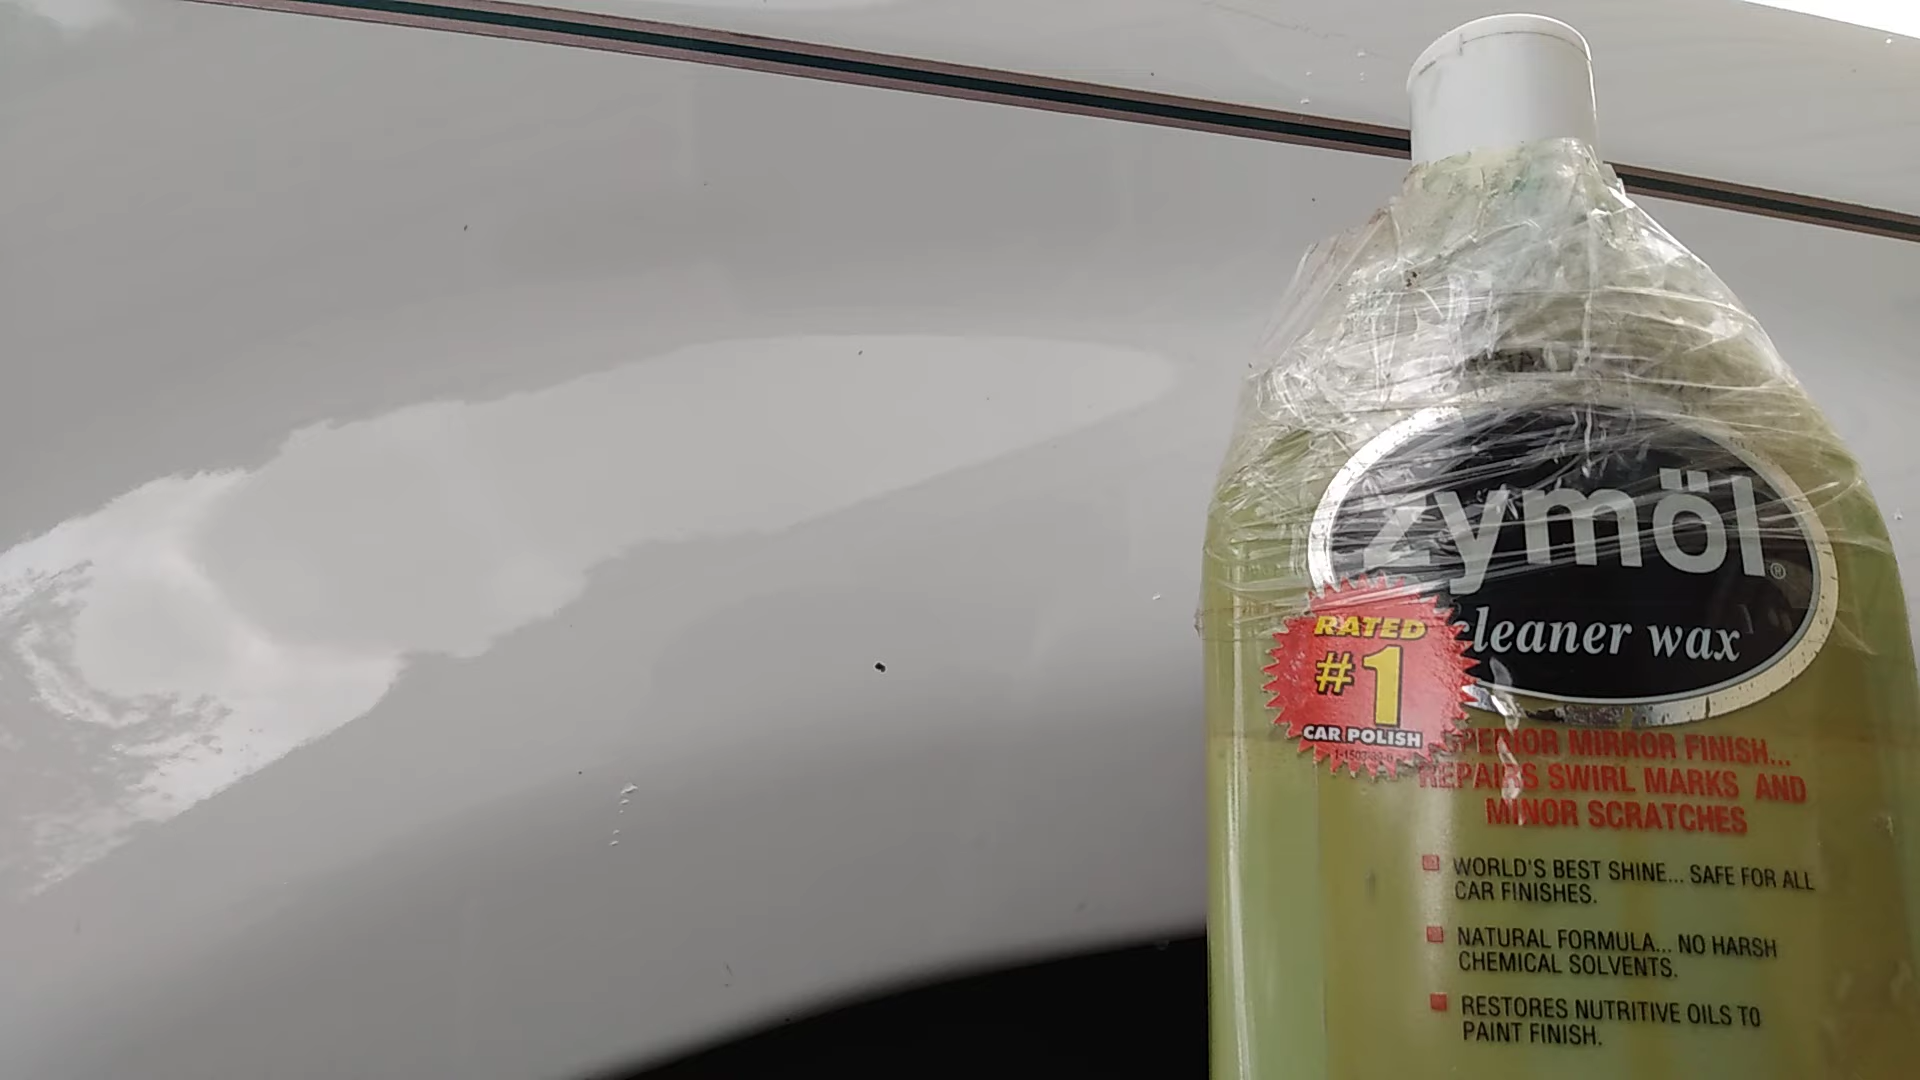 zymöl®
cleaner wax
RATED
#1
CAR POLISH
SUPERIOR MIRROR FINISH...
REPAIRS SWIRL MARKS AND
MINOR SCRATCHES
WORLD'S BEST SHINE... SAFE FOR ALL
CAR FINISHES.
NATURAL FORMULA... NO HARSH
CHEMICAL SOLVENTS.
RESTORES NUTRITIVE OILS TO
PAINT FINISH.